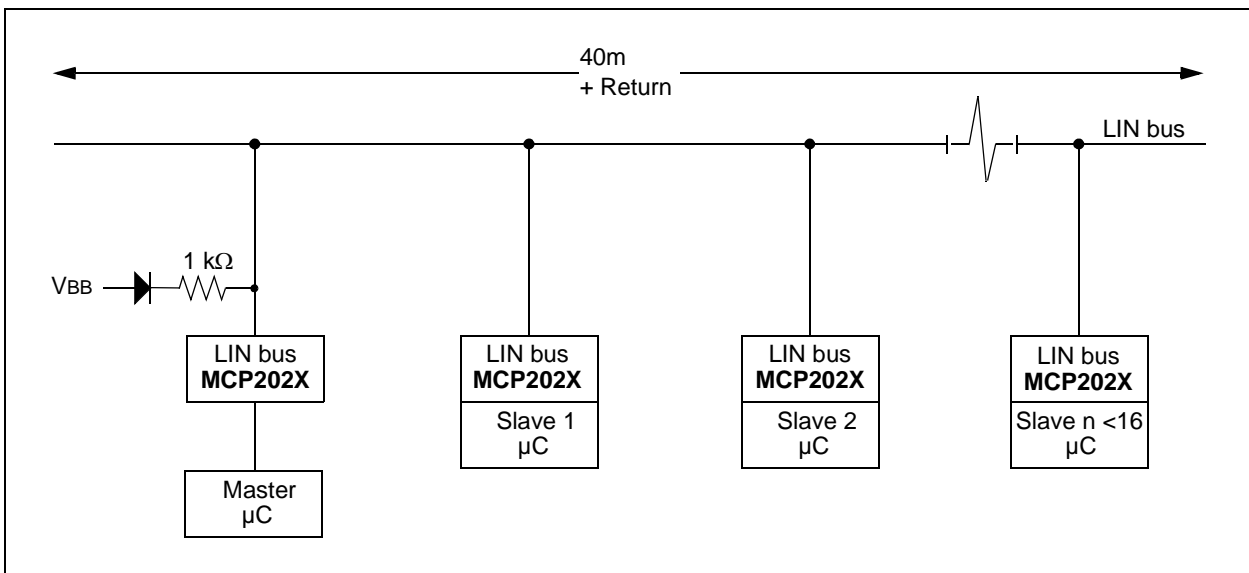 40m
+ Return
LIN bus
1 kΩ
VBB
LIN bus
MCP202X
Master
µC
LIN bus
MCP202X
Slave 1
µC
LIN bus
MCP202X
Slave 2
µC
LIN bus
MCP202X
Slave n <16
µC